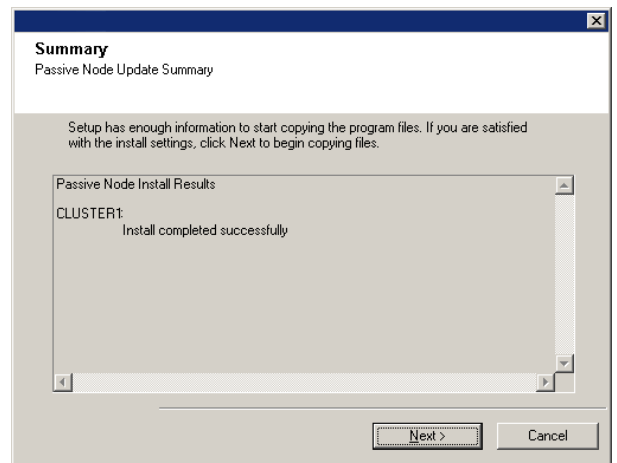 Summary
Passive Node Update Summary
Setup has enough information to start copying the program files. If you are satisfied
with the install settings, click Next to begin copying files.
Passive Node Install Results
CLUSTER1:
Install completed successfully
Next >
Cancel